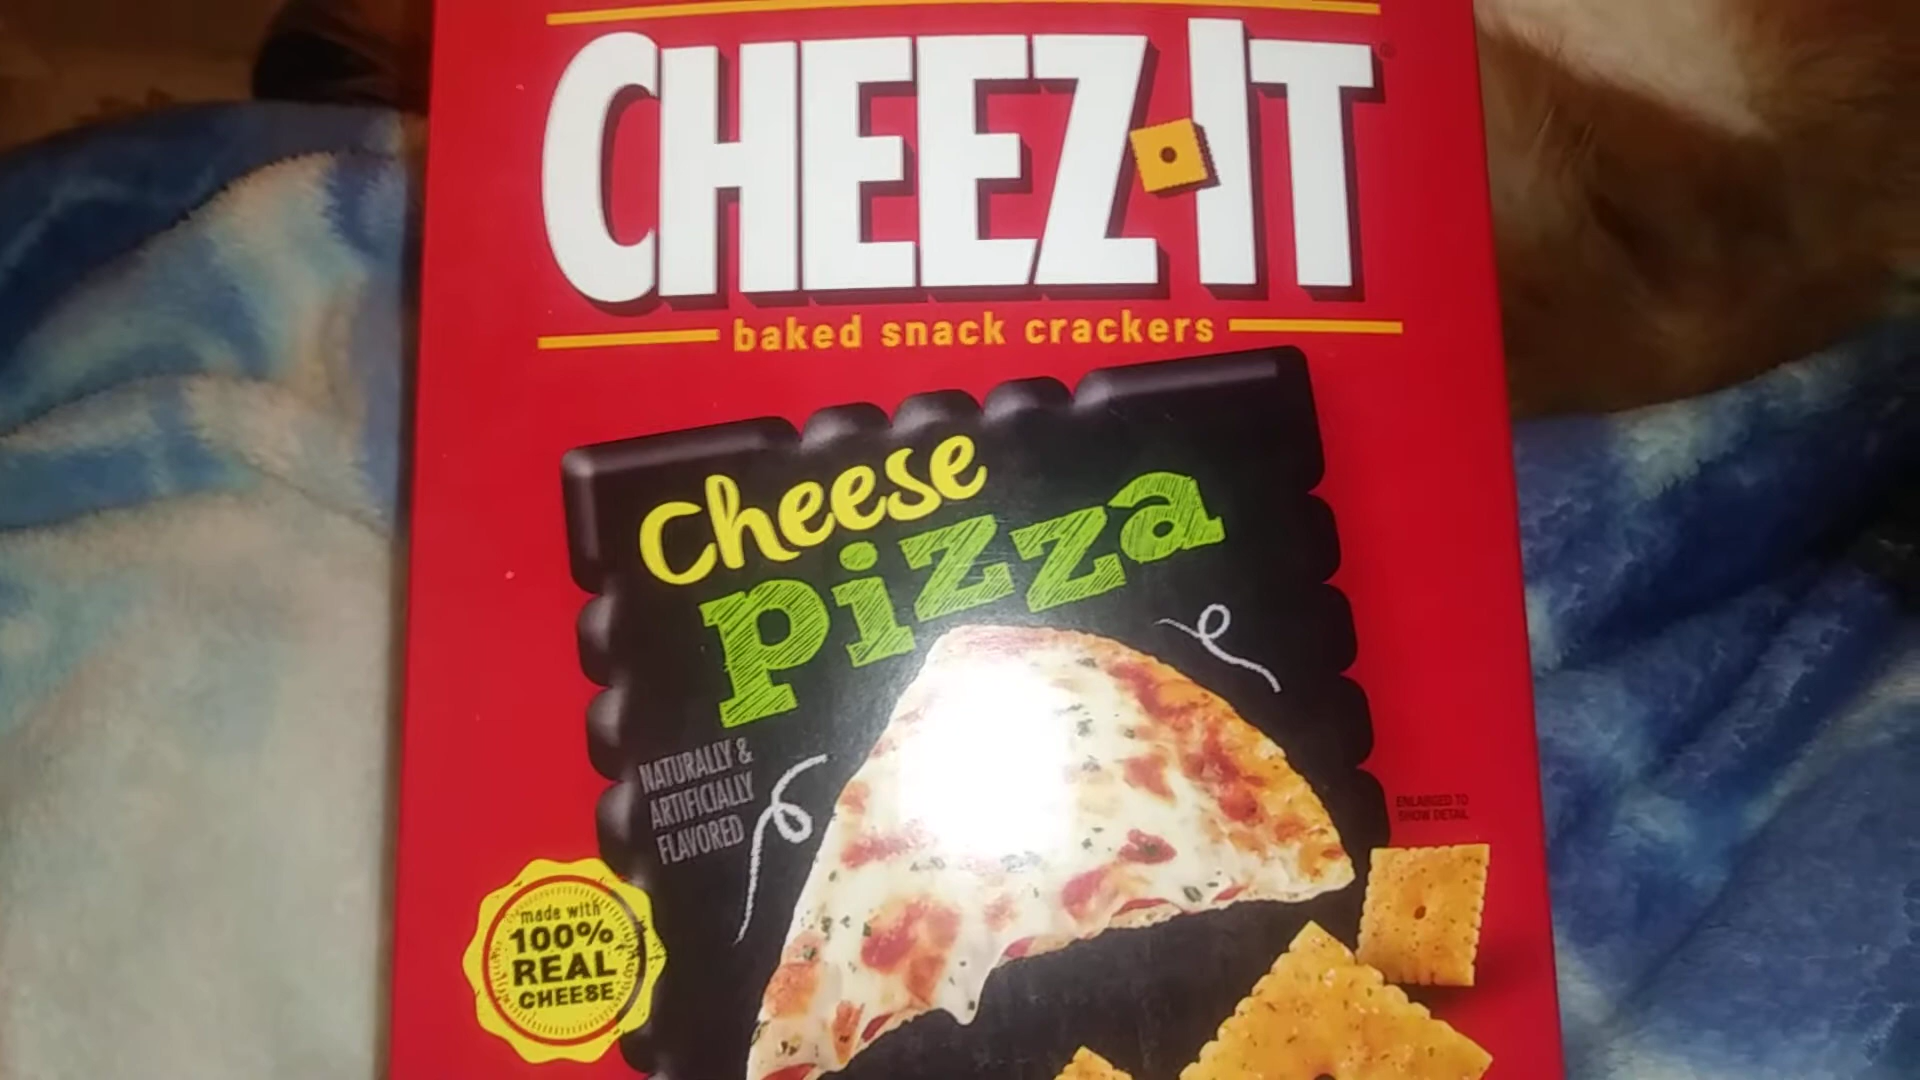 CHEEZ-IT®
baked snack crackers
Cheese
pizza
NATURALLY &
ARTIFICIALLY
FLAVORED
ENLARGED TO
SHOW DETAIL
made with
100%
REAL
CHEESE